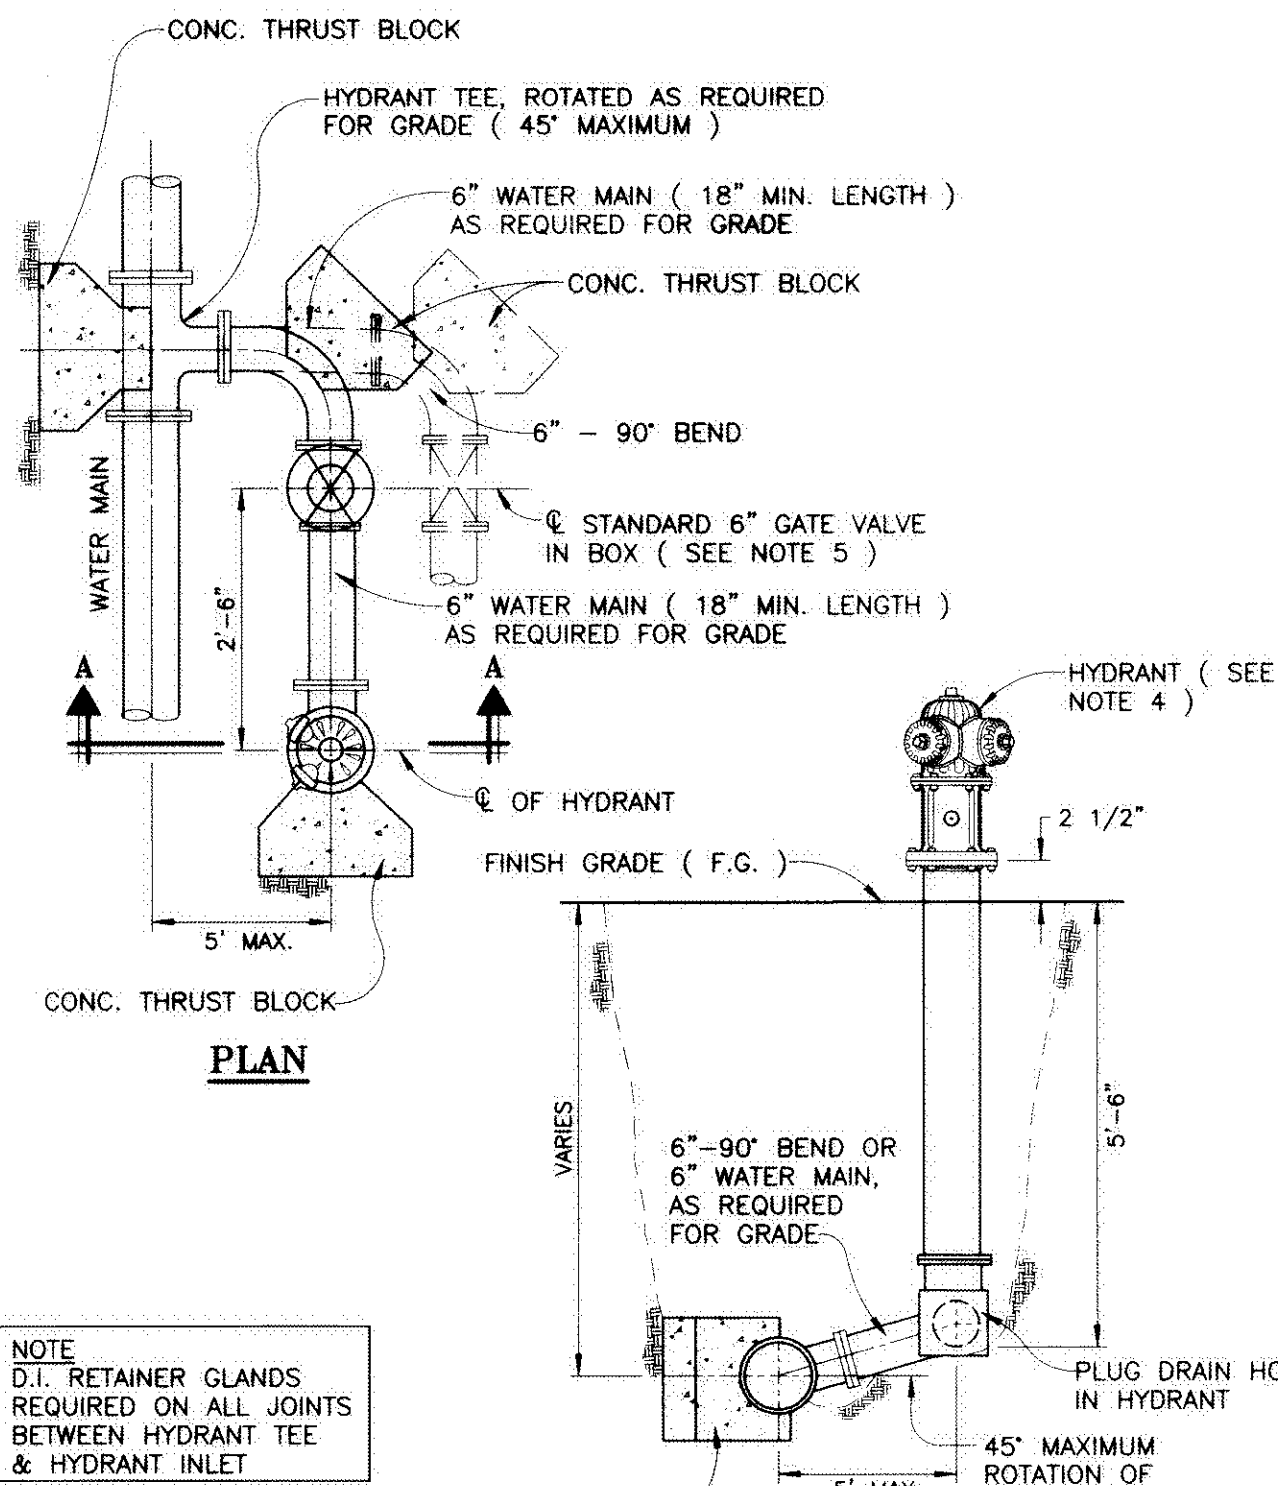 CONC. THRUST BLOCK
HYDRANT TEE, ROTATED AS REQUIRED
FOR GRADE ( 45° MAXIMUM )
6" WATER MAIN ( 18" MIN. LENGTH )
AS REQUIRED FOR GRADE
CONC. THRUST BLOCK
6" - 90° BEND
℄ STANDARD 6" GATE VALVE
IN BOX ( SEE NOTE 5 )
WATER MAIN
2'-6"
6" WATER MAIN ( 18" MIN. LENGTH )
AS REQUIRED FOR GRADE
A
A
HYDRANT ( SEE
NOTE 4 )
℄ OF HYDRANT
2 1/2"
FINISH GRADE ( F.G. )
5' MAX.
CONC. THRUST BLOCK
PLAN
VARIES
5'-6"
6"-90° BEND OR
6" WATER MAIN,
AS REQUIRED
FOR GRADE
NOTE
D.I. RETAINER GLANDS
REQUIRED ON ALL JOINTS
BETWEEN HYDRANT TEE
& HYDRANT INLET
PLUG DRAIN
IN HYDRANT
45° MAXIMUM
ROTATION OF
5' MAX